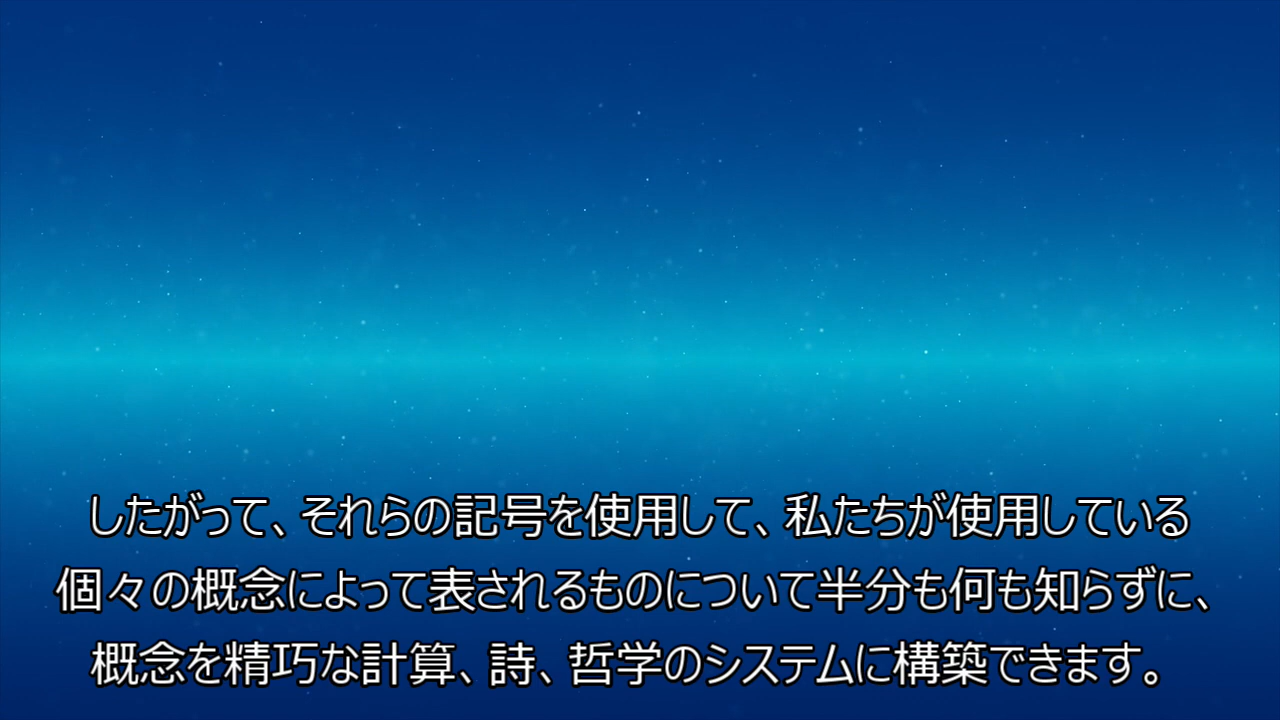 したがって、それらの記号を使用して、私たちが使用している
個々の概念によって表されるものについて半分も何も知らずに、
概念を精巧な計算、詩、哲学のシステムに構築できます。